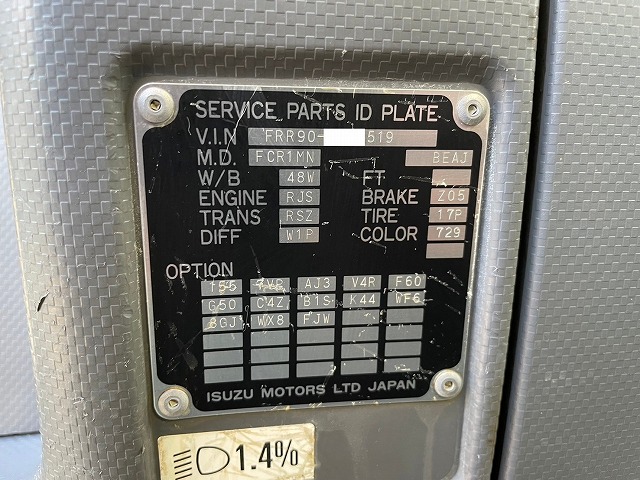 SERVICE PARTS ID PLATE
V.I.N FRR90- 519
M.D. FCR1MN BEAJ
W/B 48W FT
ENGINE RJS BRAKE Z05
TRANS RSZ TIRE 17P
DIFF W1P COLOR 729
OPTION
AJ3 V4R F60
G50 C4Z B1S K44 WF6
8GJ WX8 FJW
ISUZU MOTORS LTD JAPAN
1.4%